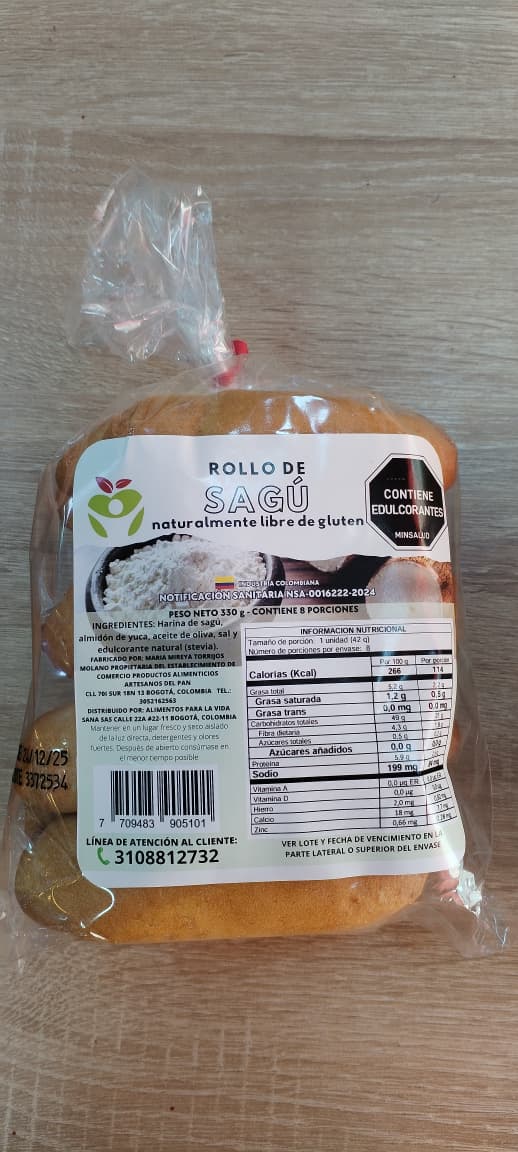 ROLLO DE
SAGÚ
naturalmente libre de gluten
CONTIENE
EDULCORANTES
MINSALUD
INDUSTRIA COLOMBIANA
NOTIFICACIÓN SANITARIA NSA-0016222-2024
PESO NETO 330 g - CONTIENE 8 PORCIONES
INGREDIENTES: Harina de sagú,
almidón de yuca, aceite de oliva, sal y
edulcorante natural (stevia).
FABRICADO POR: MARIA MIREYA TORRIJOS
MOLANO PROPIETARIA DEL ESTABLECIMIENTO DE
COMERCIO PRODUCTOS ALIMENTICIOS
ARTESANOS DEL PAN
CLL 70I SUR 18N 13 BOGOTÁ, COLOMBIA TEL.:
3052162563
DISTRIBUIDO POR: ALIMENTOS PARA LA VIDA
SANA SAS CALLE 22A #22-11 BOGOTÁ, COLOMBIA
Mantener en un lugar fresco y seco aislado
de la luz directa, detergentes y olores
fuertes. Después de abierto consúmase en
el menor tiempo posible
INFORMACION NUTRICIONAL
Tamaño de porción: 1 unidad (42 g)
Número de porciones por envase: 8
Por 100 g Por porción
Calorías (Kcal) 266 114
Grasa total 5,2 g 2,2 g
Grasa saturada 1,2 g 0,5 g
Grasa trans 0,0 mg 0,0 mg
Carbohidratos totales 49 g
Fibra dietaria 4,3 g
Azúcares totales 0,5 g
Azúcares añadidos 0,0 g
Proteína 5,9 g
Sodio 199 mg
Vitamina A 0,0 µg ER
Vitamina D 0,0 µg
Hierro 2,0 mg
Calcio 18 mg
Zinc 0,66 mg
/12/25
3372534
7 709483 905101
LÍNEA DE ATENCIÓN AL CLIENTE:
3108812732
VER LOTE Y FECHA DE VENCIMIENTO EN LA
PARTE LATERAL O SUPERIOR DEL ENVASE